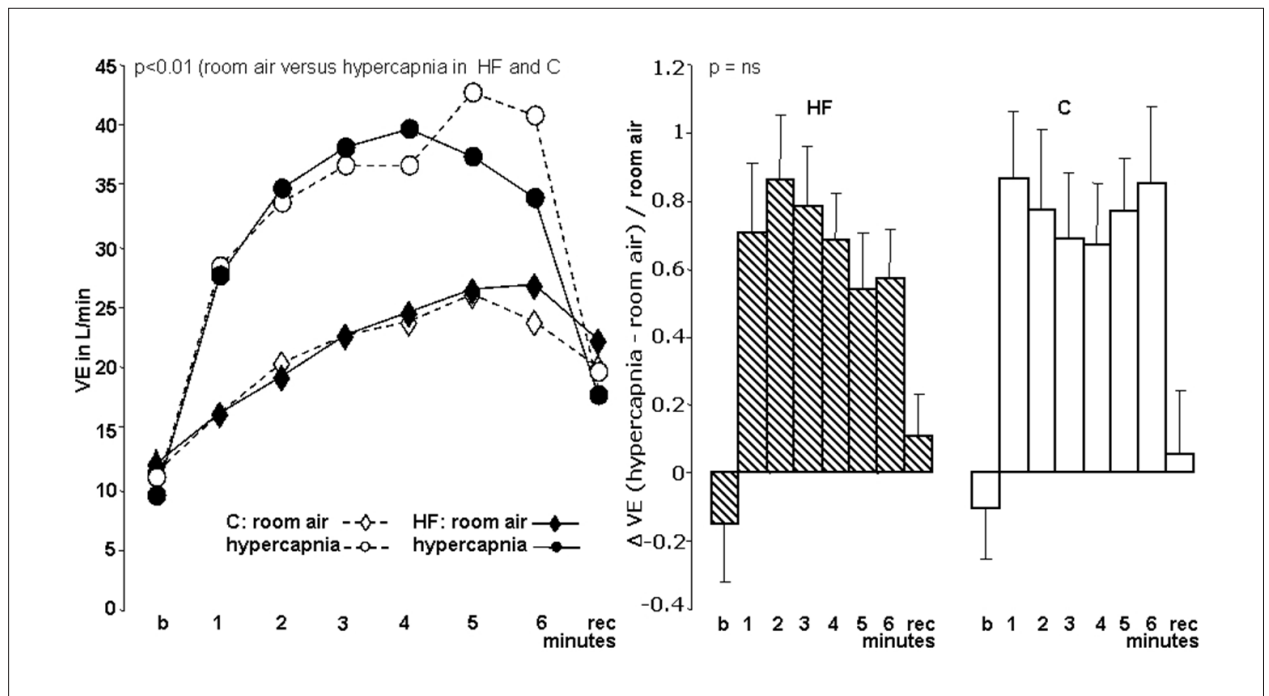 p<0.01 (room air versus hypercapnia in HF and C
VE in L/min
45
40
35
30
25
20
15
10
5
0
C: room air
HF: room air
hypercapnia
hypercapnia
b 1 2 3 4 5 6 rec
minutes
p = ns
HF
C
Δ VE (hypercapnia - room air) / room air
1.2
1
0.8
0.6
0.4
0.2
0
-0.2
-0.4
b 1 2 3 4 5 6 rec
minutes
b 1 2 3 4 5 6 rec
minutes